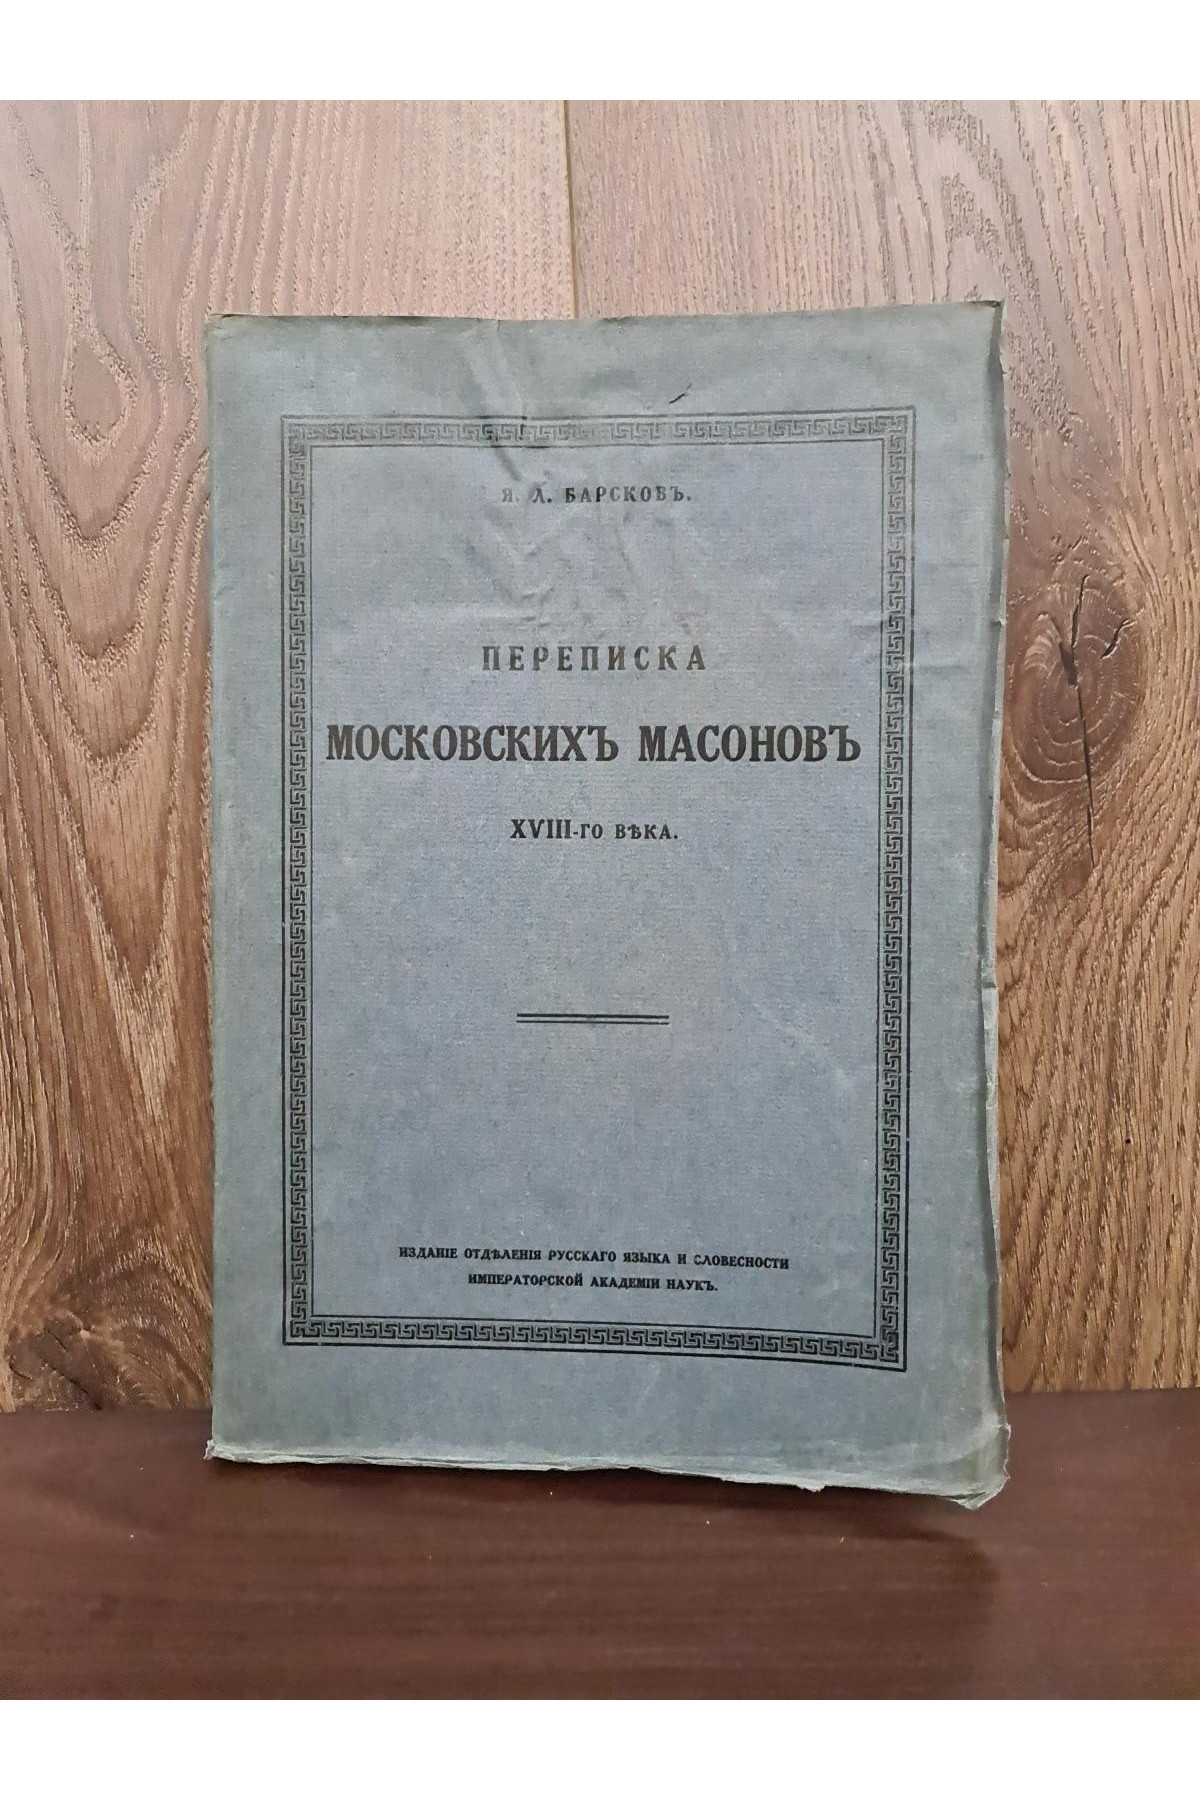 Я. Л. БАРСКОВЪ.
ПЕРЕПИСКА
МОСКОВСКИХЪ МАСОНОВЪ
XVIII-ГО ВѢКА.
ИЗДАНІЕ ОТДѢЛЕНІЯ РУССКАГО ЯЗЫКА И СЛОВЕСНОСТИ
ИМПЕРАТОРСКОЙ АКАДЕМІИ НАУКЪ.